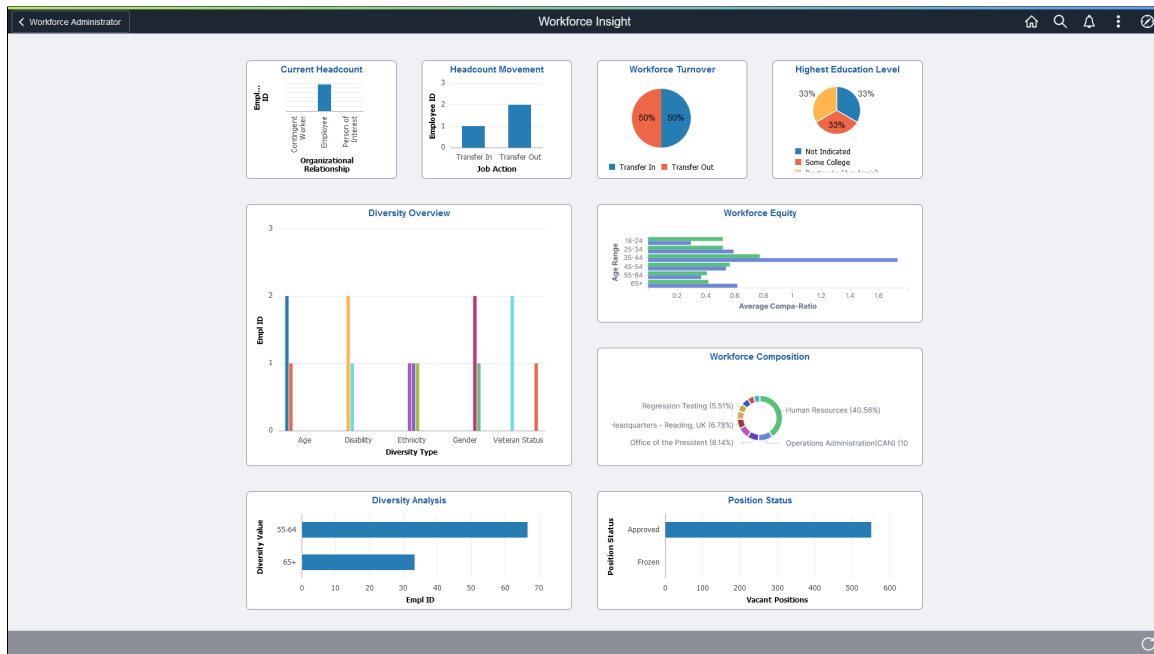 Workforce Administrator
Workforce Insight
Current Headcount
Empl...
ID
Contingent
Worker
Employee
Person of
Interest
Organizational
Relationship
Headcount Movement
Employee ID
3
2
1
0
Transfer In Transfer Out
Job Action
Workforce Turnover
50% 50%
Transfer In Transfer Out
Highest Education Level
33% 33%
33%
Not Indicated
Some College
Diversity Overview
Empl ID
3
2
1
0
Age Disability Ethnicity Gender Veteran Status
Diversity Type
Workforce Equity
Age Range
18-24
25-34
35-44
45-54
55-64
65+
0.2 0.4 0.6 0.8 1 1.2 1.4 1.6
Average Compa-Ratio
Workforce Composition
Regression Testing (5.51%)
Human Resources (40.56%)
Headquarters - Reading, UK (6.78%)
Office of the President (8.14%)
Operations Administration(CAN) (10
Diversity Analysis
Diversity Value
55-64
65+
0 10 20 30 40 50 60 70
Empl ID
Position Status
Position Status
Approved
Frozen
0 100 200 300 400 500 600
Vacant Positions